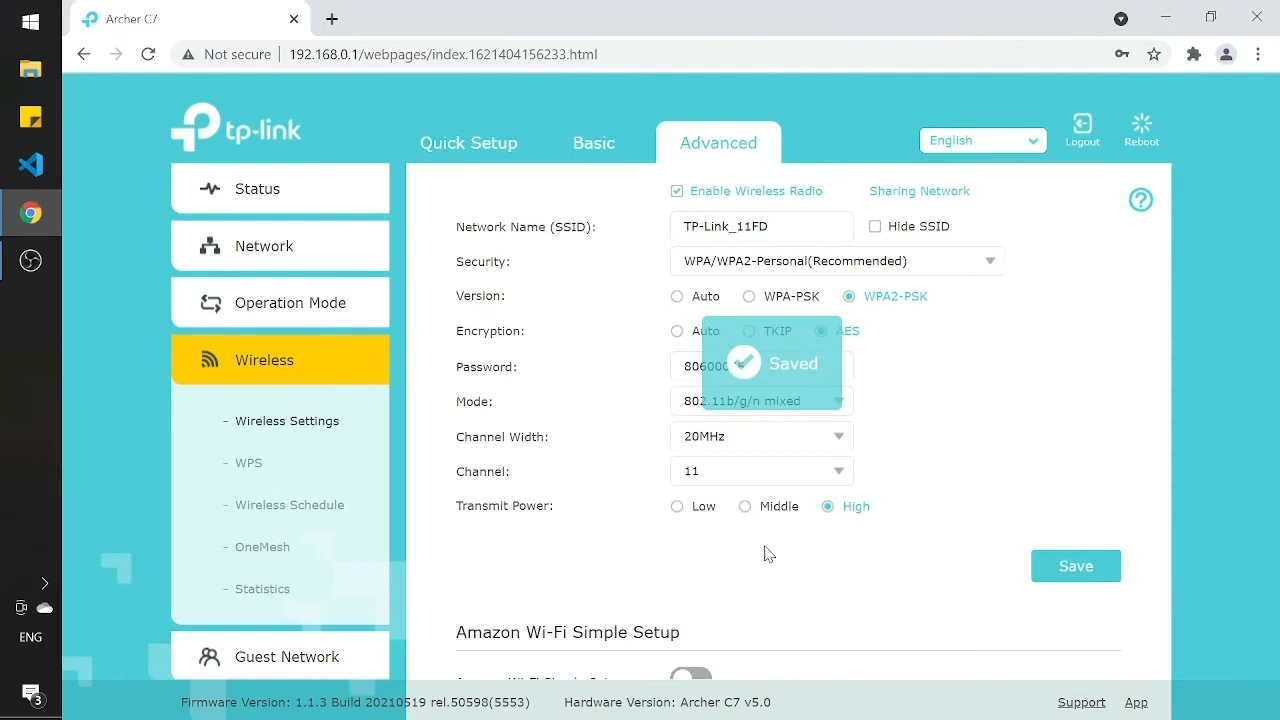 Archer C7
Not secure
192.168.0.1/webpages/index.1621404156233.html
tp-link
Quick Setup
Basic
Advanced
English
Logout
Reboot
Status
Network
Operation Mode
Wireless
- Wireless Settings
- WPS
- Wireless Schedule
- OneMesh
- Statistics
Guest Network
Enable Wireless Radio
Sharing Network
Network Name (SSID):
TP-Link_11FD
Hide SSID
Security:
WPA/WPA2-Personal(Recommended)
Version:
Auto
WPA-PSK
WPA2-PSK
Encryption:
Auto
TKIP
AES
Password:
Saved
Mode:
802.11b/g/n mixed
Channel Width:
20MHz
Channel:
11
Transmit Power:
Low
Middle
High
Save
Amazon Wi-Fi Simple Setup
Firmware Version: 1.1.3 Build 20210519 rel.50598(5553)
Hardware Version: Archer C7 v5.0
Support
App
ENG
3